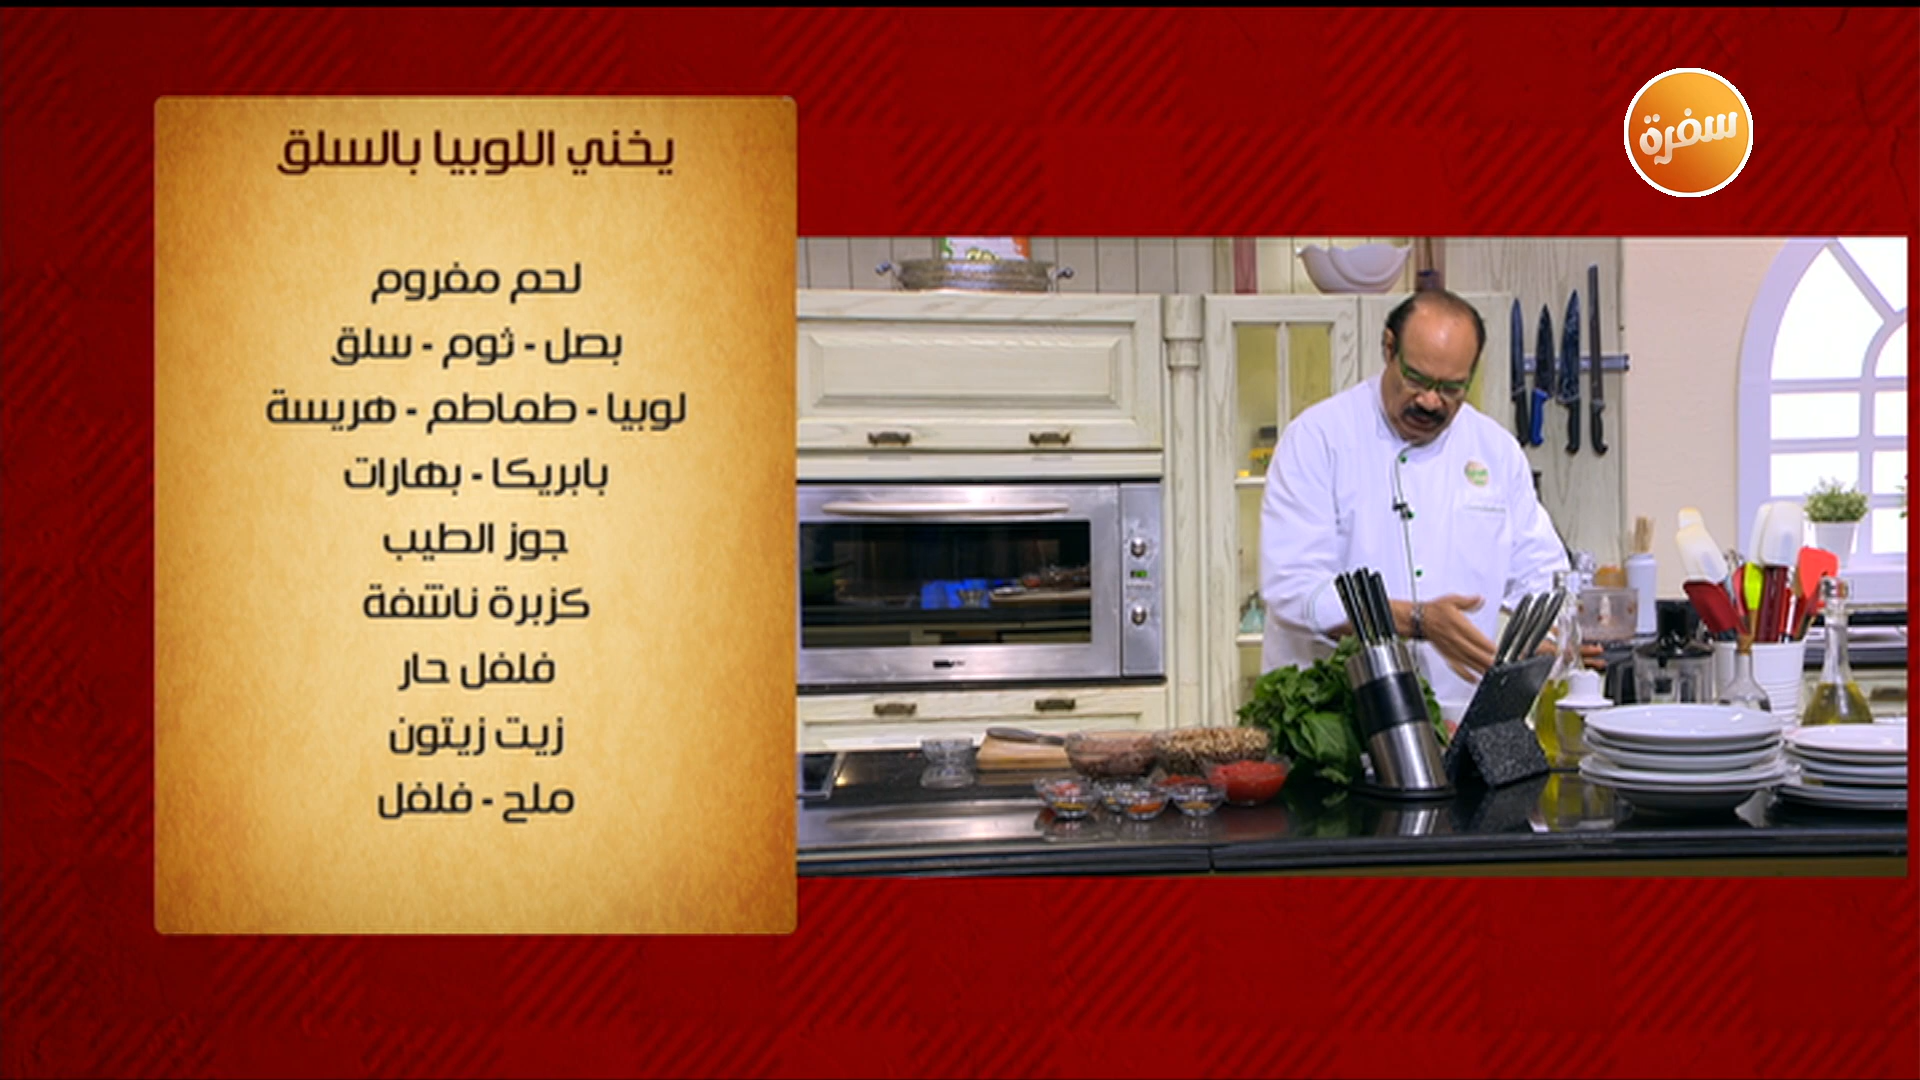 يخني اللوبيا بالسلق
لحم مفروم
بصل - ثوم - سلق
لوبيا - طماطم - هريسة
بابريكا - بهارات
جوز الطيب
كزبرة ناشفة
فلفل حار
زيت زيتون
ملح - فلفل
سفرة